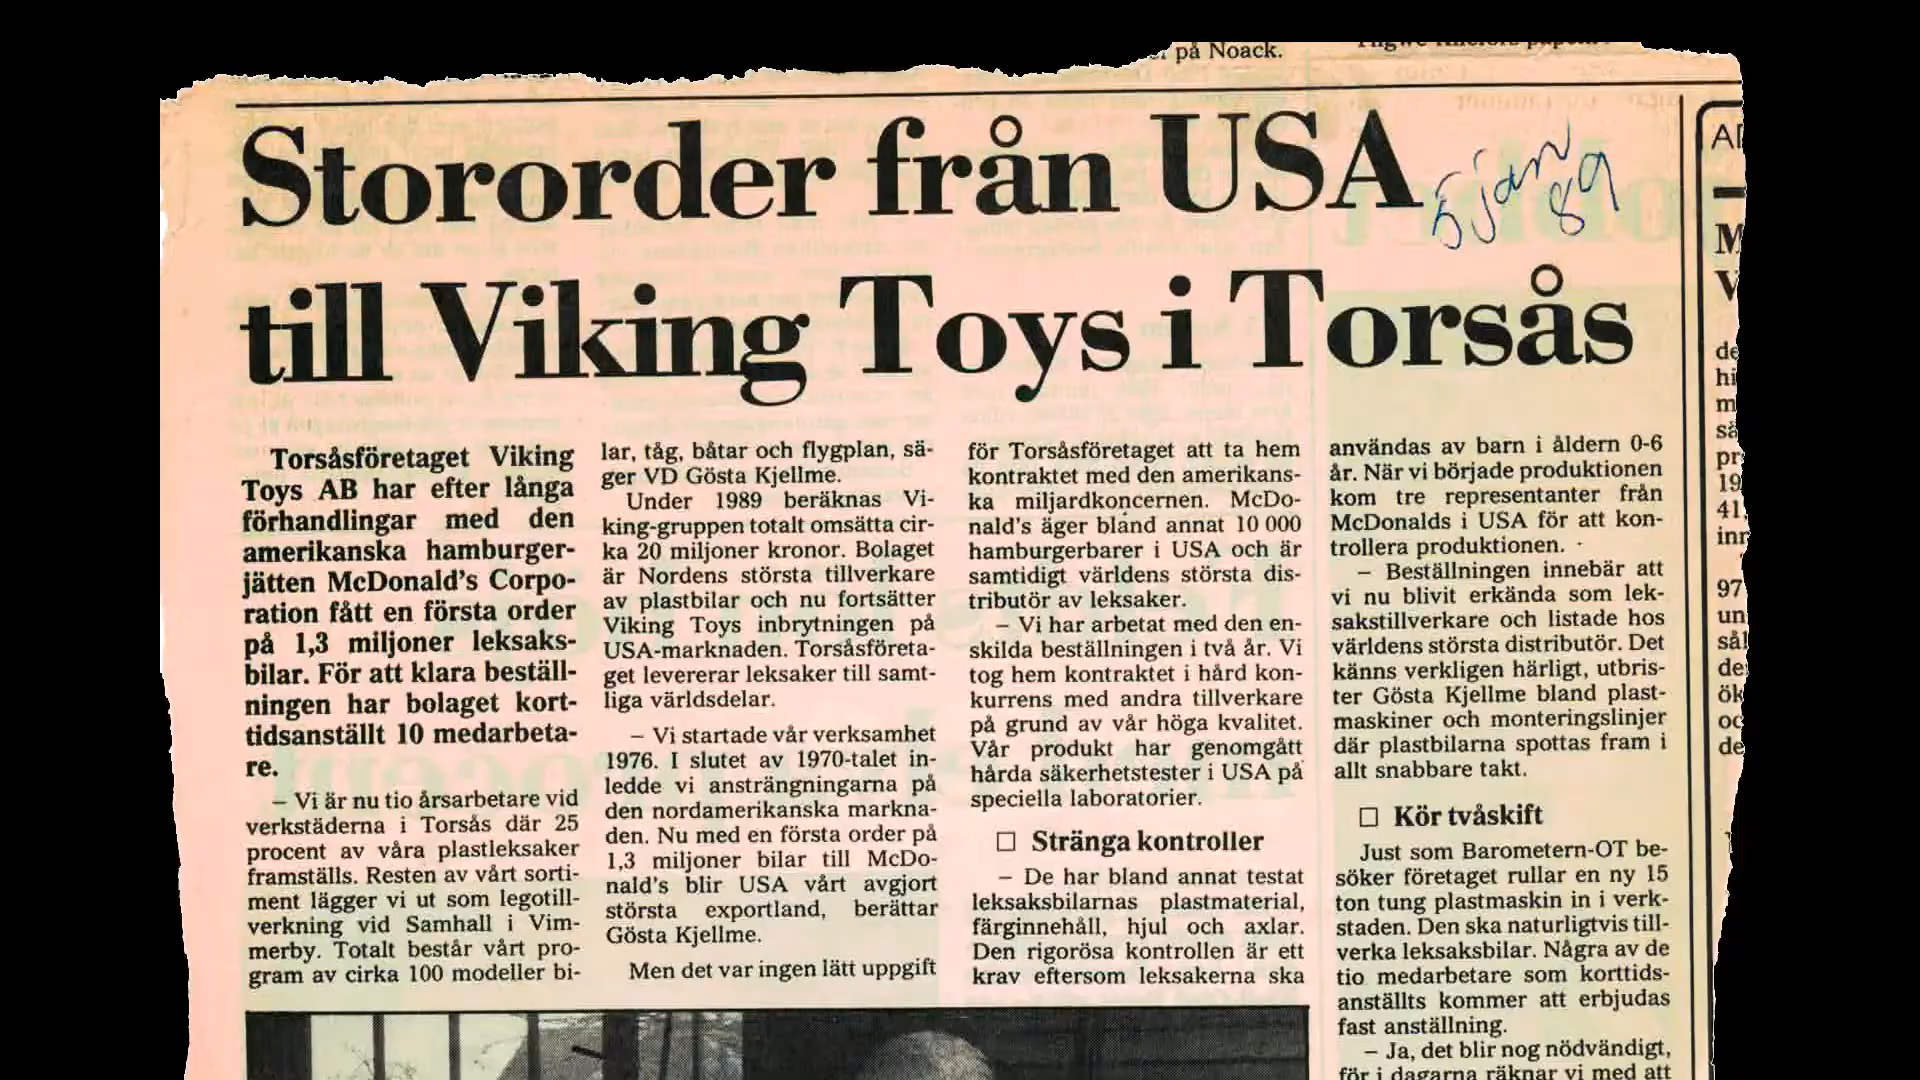 på Noack.
Stororder från USA
5 jan
89
till Viking Toys i Torsås
Torsåsföretaget Viking
Toys AB har efter långa
förhandlingar med den
amerikanska hamburger-
jätten McDonald's Corpo-
ration fått en första order
på 1,3 miljoner leksaks-
bilar. För att klara beställ-
ningen har bolaget kort-
tidsanställt 10 medarbeta-
re.
– Vi är nu tio årsarbetare vid
verkstäderna i Torsås där 25
procent av våra plastleksaker
framställs. Resten av vårt sorti-
ment lägger vi ut som legotill-
verkning vid Samhall i Vim-
merby. Totalt består vårt pro-
gram av cirka 100 modeller bi-
lar, tåg, båtar och flygplan, sä-
ger VD Gösta Kjellme.
Under 1989 beräknas Vi-
king-gruppen totalt omsätta cir-
ka 20 miljoner kronor. Bolaget
är Nordens största tillverkare
av plastbilar och nu fortsätter
Viking Toys inbrytningen på
USA-marknaden. Torsåsföreta-
get levererar leksaker till samt-
liga världsdelar.
– Vi startade vår verksamhet
1976. I slutet av 1970-talet in-
ledde vi ansträngningarna på
den nordamerikanska markna-
den. Nu med en första order på
1,3 miljoner bilar till McDo-
nald's blir USA vårt avgjort
största exportland, berättar
Gösta Kjellme.
Men det var ingen lätt uppgift
för Torsåsföretaget att ta hem
kontraktet med den amerikans-
ka miljardkoncernen. McDo-
nald's äger bland annat 10 000
hamburgerbarer i USA och är
samtidigt världens största dis-
tributör av leksaker.
– Vi har arbetat med den en-
skilda beställningen i två år. Vi
tog hem kontraktet i hård kon-
kurrens med andra tillverkare
på grund av vår höga kvalitet.
Vår produkt har genomgått
hårda säkerhetstester i USA på
speciella laboratorier.
□ Stränga kontroller
– De har bland annat testat
leksaksbilarnas plastmaterial,
färginnehåll, hjul och axlar.
Den rigorösa kontrollen är ett
krav eftersom leksakerna ska
användas av barn i åldern 0-6
år. När vi började produktionen
kom tre representanter från
McDonalds i USA för att kon-
trollera produktionen.
– Beställningen innebär att
vi nu blivit erkända som lek-
sakstillverkare och listade hos
världens största distributör. Det
känns verkligen härligt, utbris-
ter Gösta Kjellme bland plast-
maskiner och monteringslinjer
där plastbilarna spottas fram i
allt snabbare takt.
□ Kör tvåskift
Just som Barometern-OT be-
söker företaget rullar en ny 15
ton tung plastmaskin in i verk-
staden. Den ska naturligtvis till-
verka leksaksbilar. Några av de
tio medarbetare som korttids-
anställts kommer att erbjudas
fast anställning.
– Ja, det blir nog nödvändigt,
för i dagarna räknar vi med att